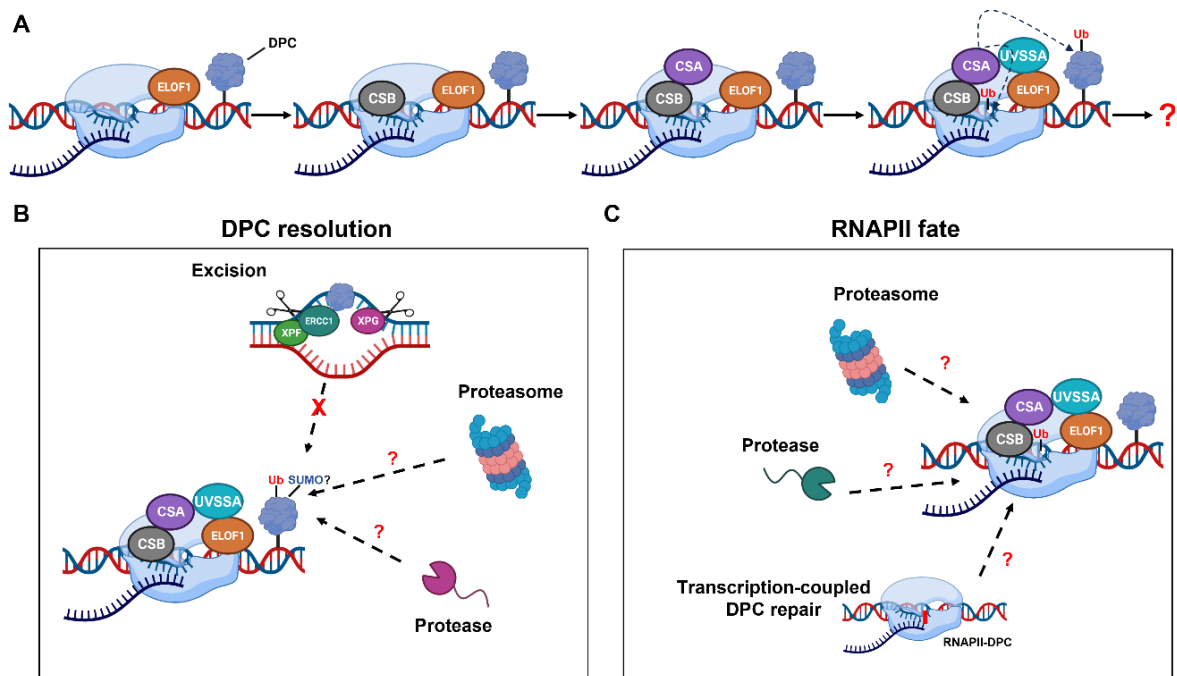 A
DPC
ELOF1
CSB
ELOF1
CSA
CSB
ELOF1
Ub
CSA
UVSSA
CSB
Ub
ELOF1
?
B
DPC resolution
Excision
XPF
ERCC1
XPG
X
Proteasome
?
Ub
SUMO?
CSA
UVSSA
CSB
ELOF1
?
Protease
C
RNAPII fate
Proteasome
?
CSA
UVSSA
CSB
Ub
ELOF1
Protease
?
?
Transcription-coupled
DPC repair
RNAPII-DPC